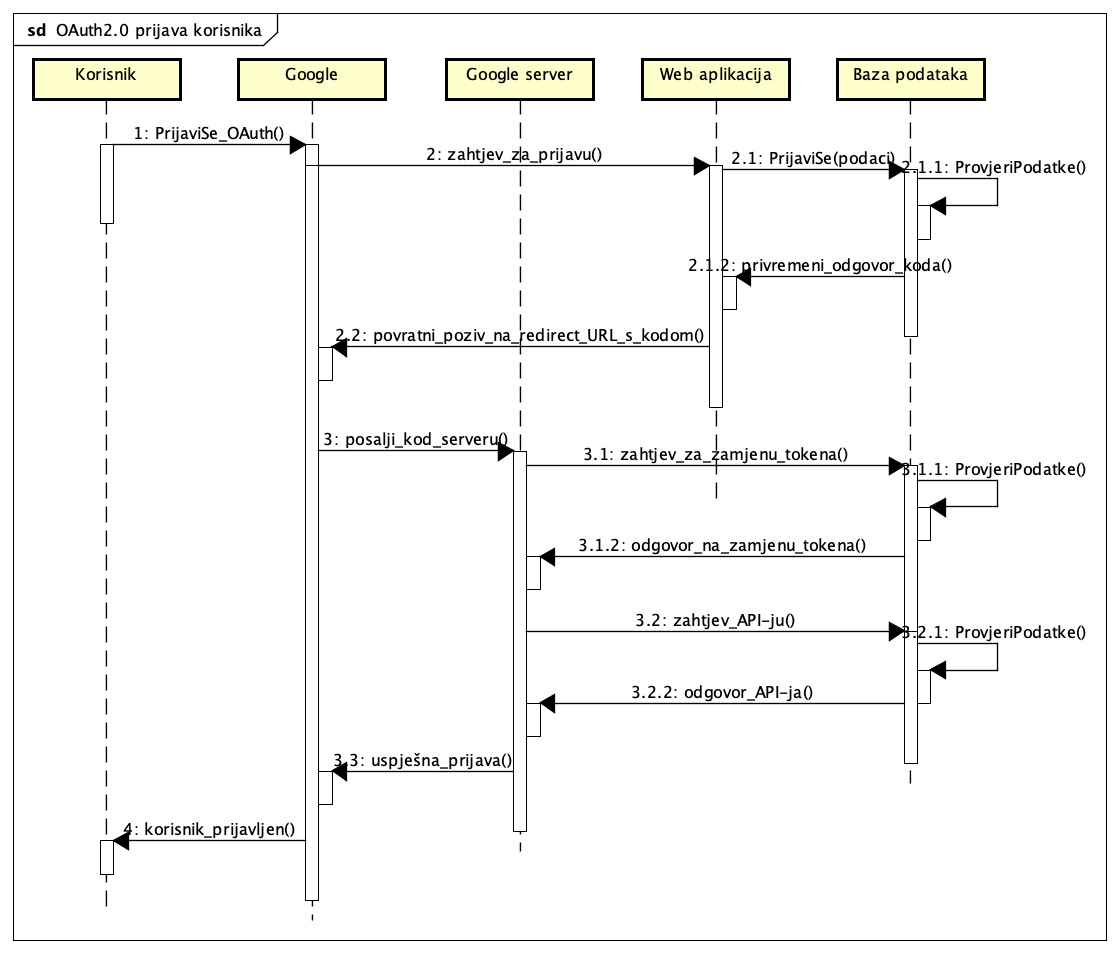 sd OAuth2.0 prijava korisnika
Korisnik
Google
Google server
Web aplikacija
Baza podataka
1: PrijaviSe_OAuth()
2: zahtjev_za_prijavu()
2.1: PrijaviSe(podaci)
2.1.1: ProvjeriPodatke()
2.1.2: privremeni_odgovor_koda()
2.2: povratni_poziv_na_redirect_URL_s_kodom()
3: posalji_kod_serveru()
3.1: zahtjev_za_zamjenu_tokena()
3.1.1: ProvjeriPodatke()
3.1.2: odgovor_na_zamjenu_tokena()
3.2: zahtjev_API-ju()
3.2.1: ProvjeriPodatke()
3.2.2: odgovor_API-ja()
3.3: uspješna_prijava()
4: korisnik_prijavljen()